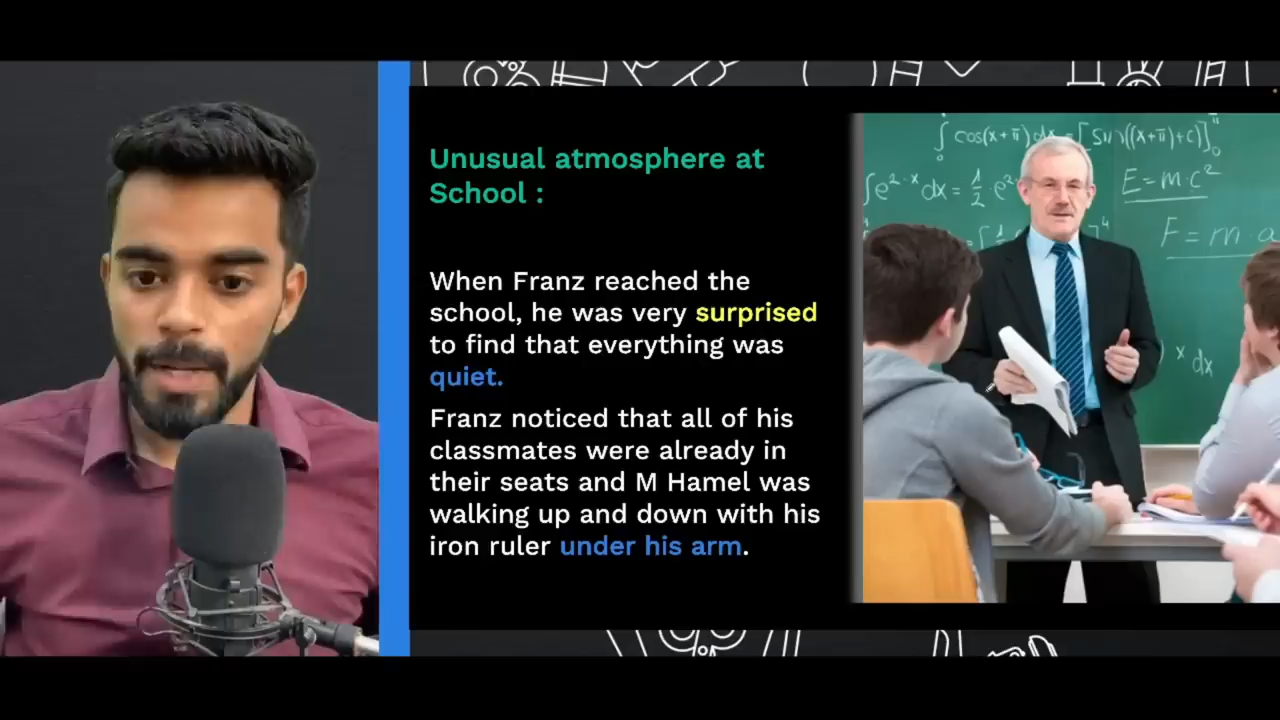 Unusual atmosphere at
School :
When Franz reached the
school, he was very surprised
to find that everything was
quiet.
Franz noticed that all of his
classmates were already in
their seats and M Hamel was
walking up and down with his
iron ruler under his arm.
E=m·c²
F=m·a